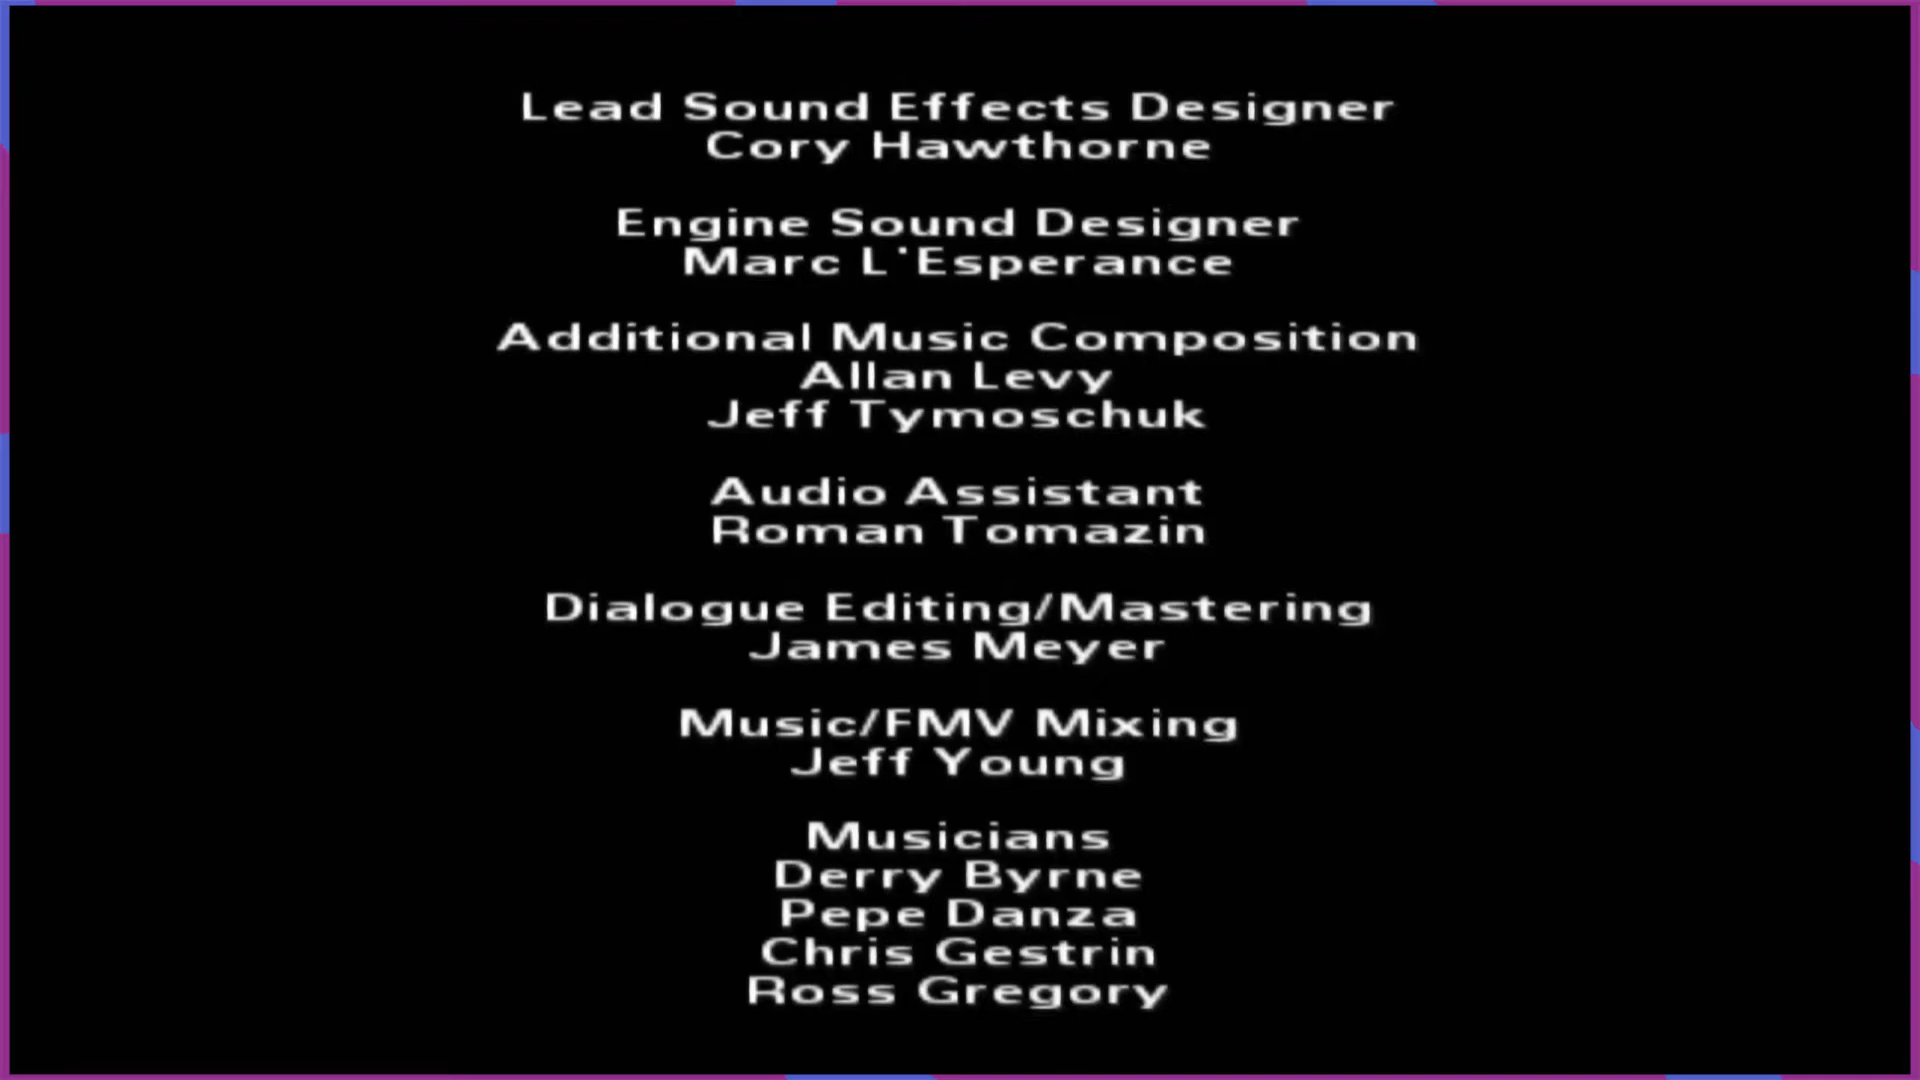 Lead Sound Effects Designer
Cory Hawthorne
Engine Sound Designer
Marc L'Esperance
Additional Music Composition
Allan Levy
Jeff Tymoschuk
Audio Assistant
Roman Tomazin
Dialogue Editing/Mastering
James Meyer
Music/FMV Mixing
Jeff Young
Musicians
Derry Byrne
Pepe Danza
Chris Gestrin
Ross Gregory